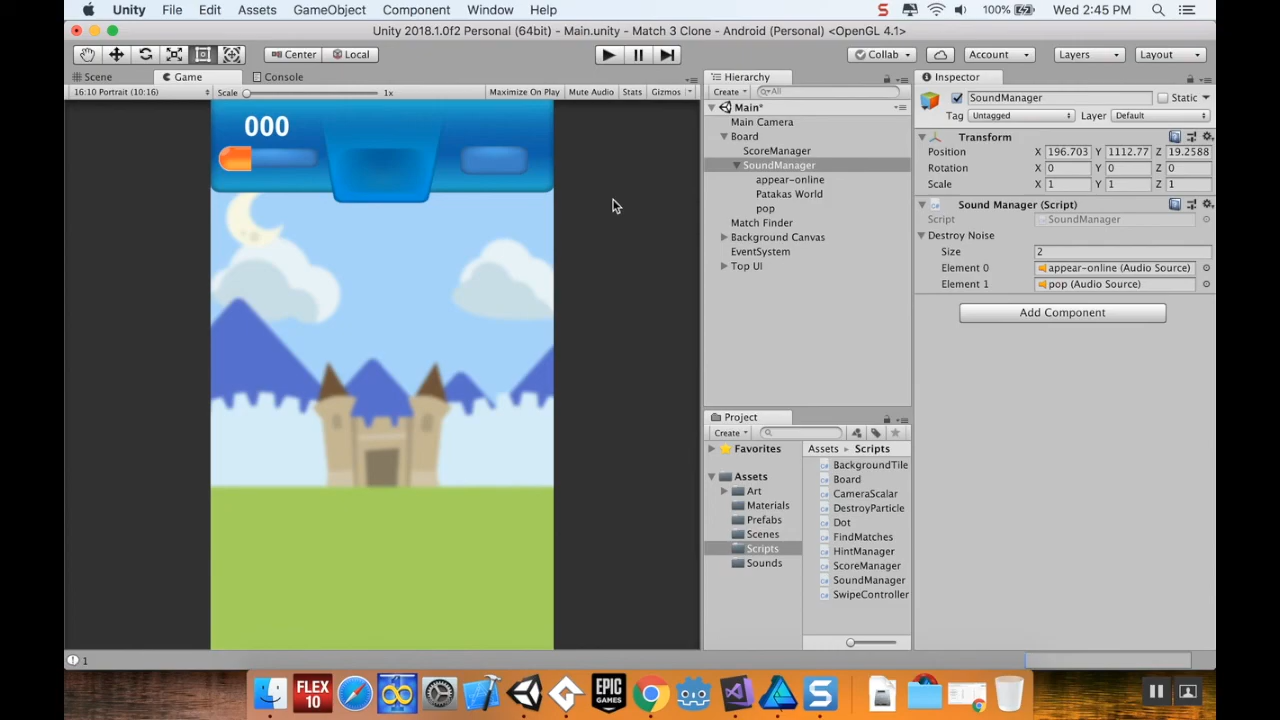 Unity File Edit Assets GameObject Component Window Help S 100% Wed 2:45 PM
Unity 2018.1.0f2 Personal (64bit) - Main.unity - Match 3 Clone - Android (Personal) <OpenGL 4.1>
Center Local Collab Account Layers Layout
Scene Game Console
16:10 Portrait (10:16) Scale 1x Maximize On Play Mute Audio Stats Gizmos
000
Hierarchy
Create All
Main*
Main Camera
Board
ScoreManager
SoundManager
appear-online
Patakas World
pop
Match Finder
Background Canvas
EventSystem
Top UI
Project
Create
Favorites
Assets
Art
Materials
Prefabs
Scenes
Scripts
Sounds
Assets Scripts
BackgroundTile
Board
CameraScalar
DestroyParticle
Dot
FindMatches
HintManager
ScoreManager
SoundManager
SwipeController
Inspector
SoundManager Static
Tag Untagged Layer Default
Transform
Position X 196.703 Y 1112.77 Z 19.2588
Rotation X 0 Y 0 Z 0
Scale X 1 Y 1 Z 1
Sound Manager (Script)
Script SoundManager
Destroy Noise
Size 2
Element 0 appear-online (Audio Source)
Element 1 pop (Audio Source)
Add Component
1
FLEX
10
EPIC
GAMES
S